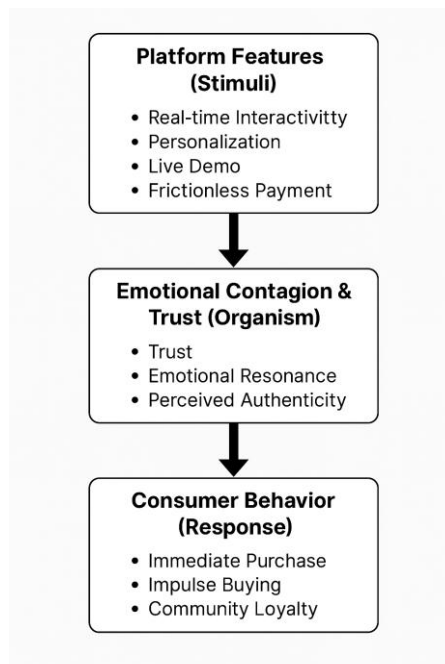 Platform Features
(Stimuli)
• Real-time Interactivitty
• Personalization
• Live Demo
• Frictionless Payment
Emotional Contagion &
Trust (Organism)
• Trust
• Emotional Resonance
• Perceived Authenticity
Consumer Behavior
(Response)
• Immediate Purchase
• Impulse Buying
• Community Loyalty